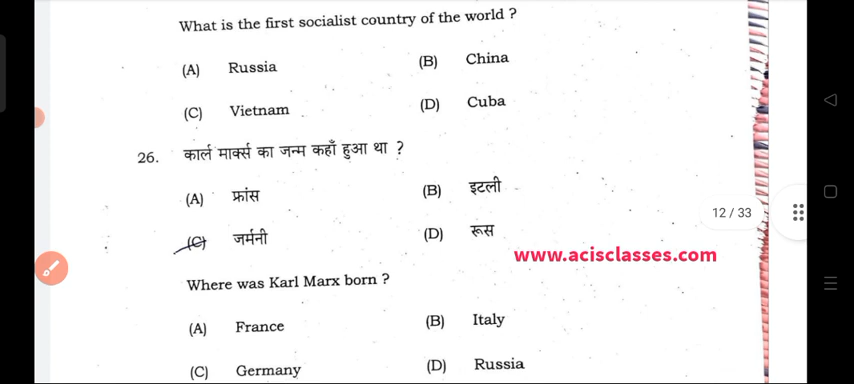 What is the first socialist country of the world ?
(A) Russia (B) China
(C) Vietnam (D) Cuba
26. कार्ल मार्क्स का जन्म कहाँ हुआ था ?
(A) फ्रांस (B) इटली
(C) जर्मनी (D) रूस
12 / 33
www.acisclasses.com
Where was Karl Marx born ?
(A) France (B) Italy
(C) Germany (D) Russia